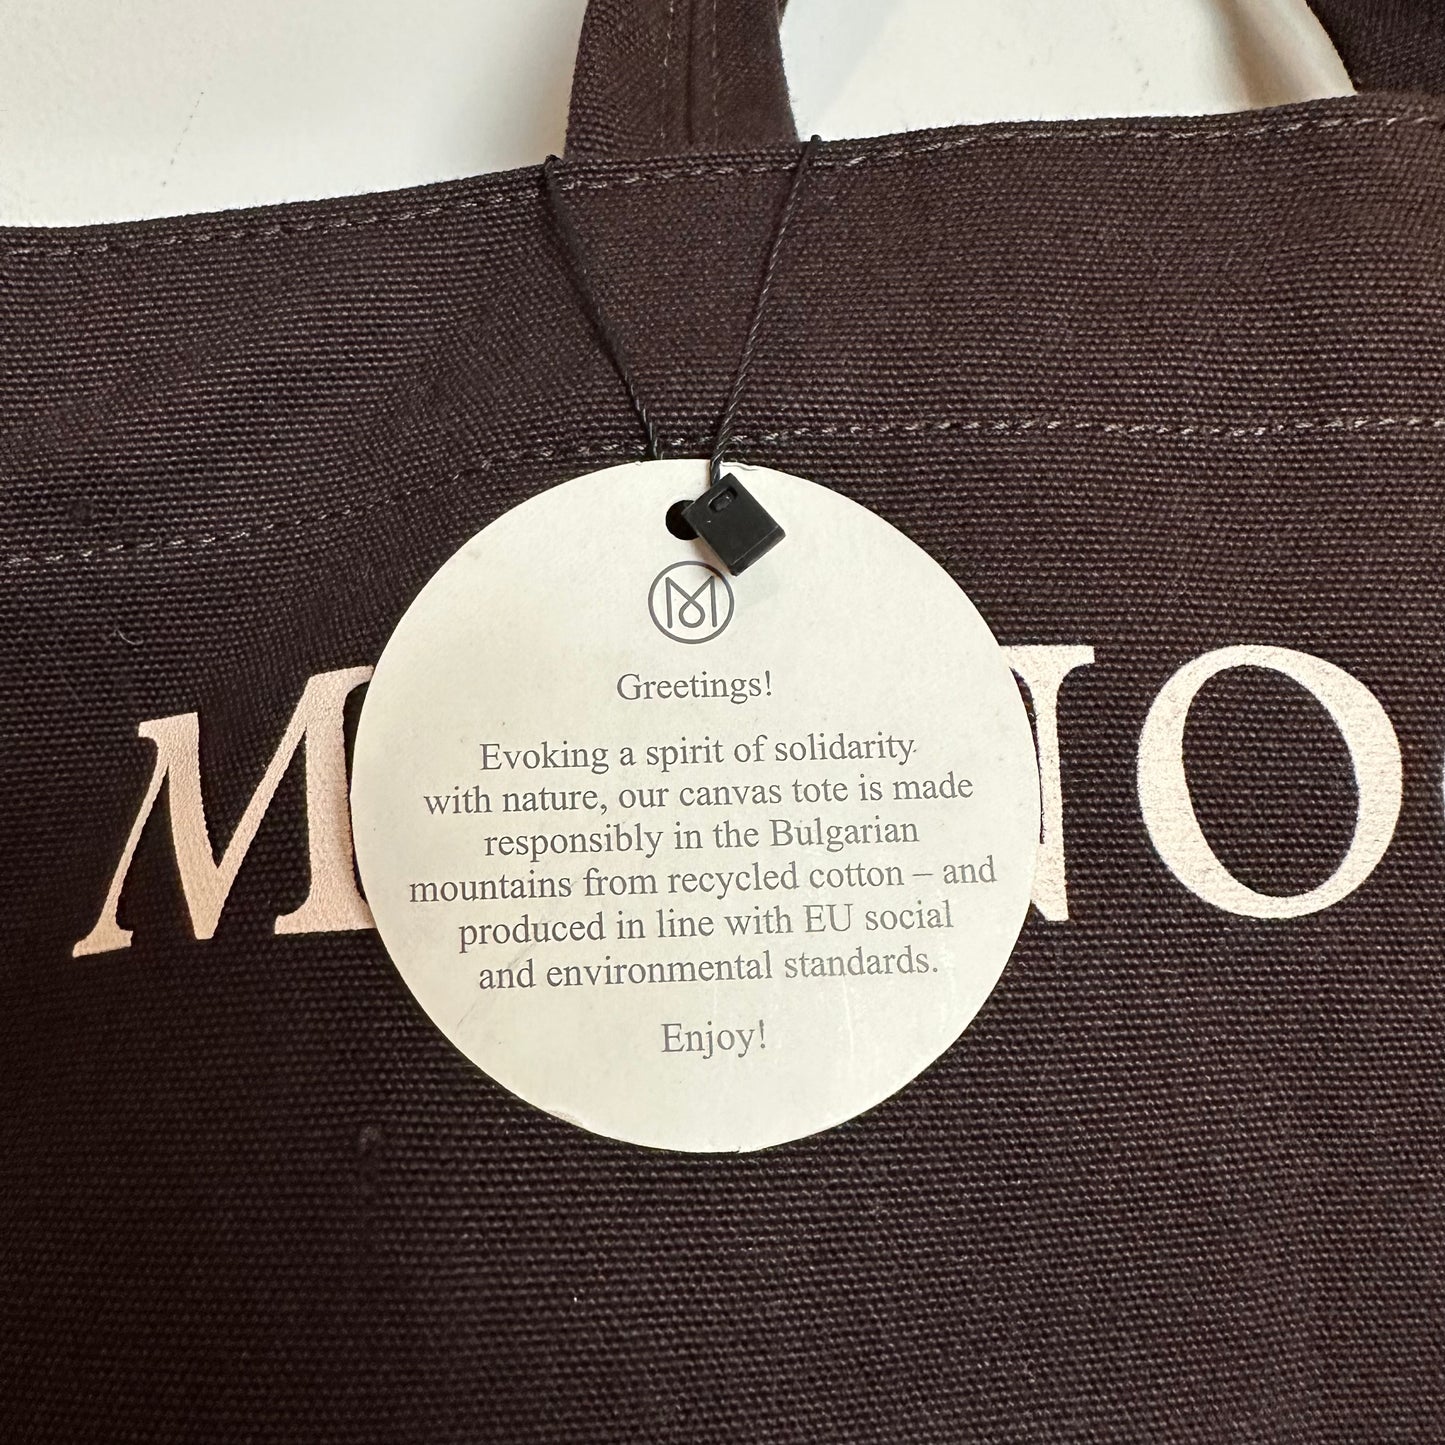 M
Greetings!
Evoking a spirit of solidarity
with nature, our canvas tote is made
responsibly in the Bulgarian
mountains from recycled cotton – and
produced in line with EU social
and environmental standards.
Enjoy!
M NO